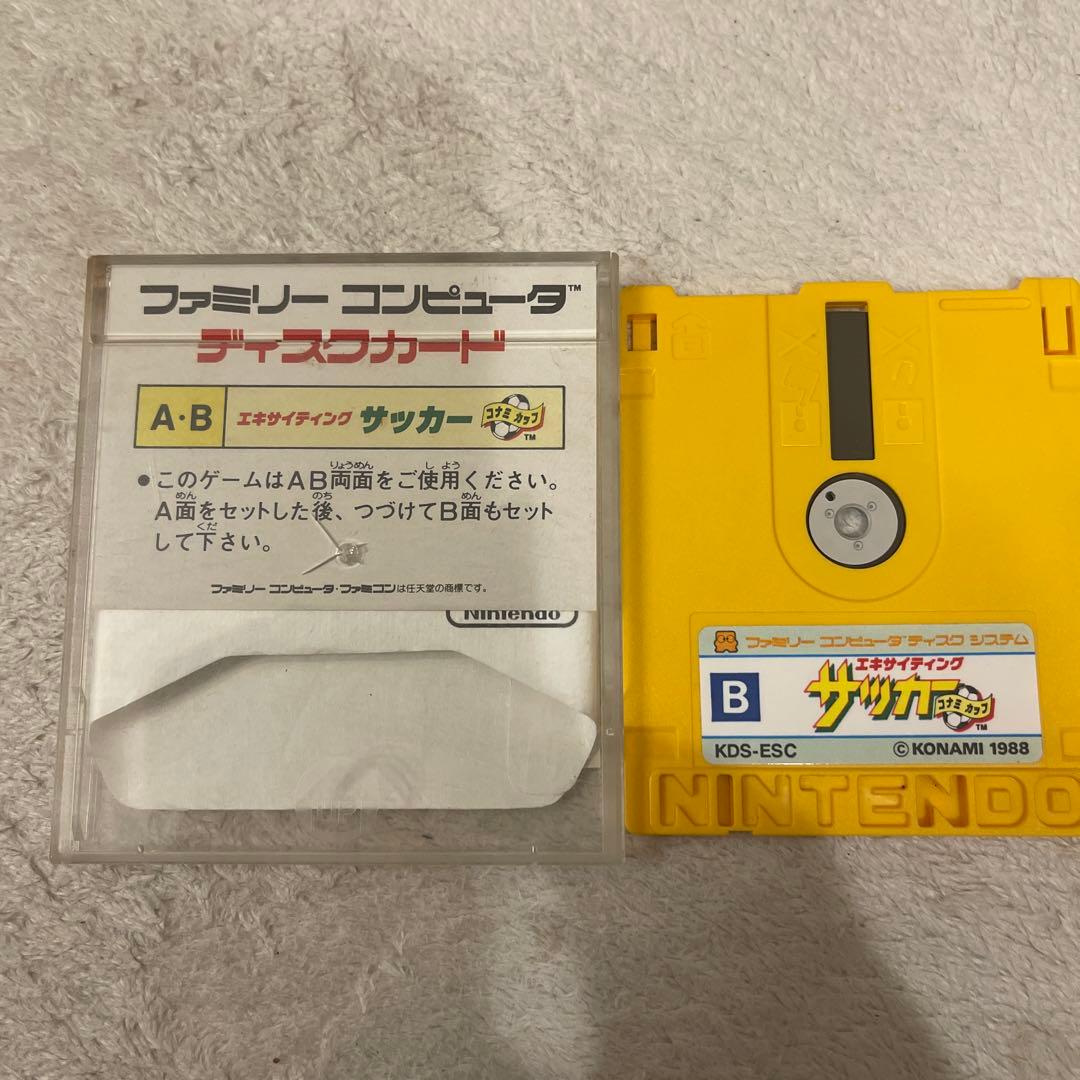 ファミリー コンピュータ™
ディスクカード
A・B エキサイティング サッカー コナミ カップ TM
●このゲームはAB両面をご使用ください。
A面をセットした後、つづけてB面もセット
して下さい。
ファミリー コンピュータ・ファミコンは任天堂の商標です。
Nintendo
UP
ファミリー コンピュータ™ディスク システム
エキサイティング
B サッカー コナミ カップ TM
KDS-ESC ©KONAMI 1988
NINTENDO